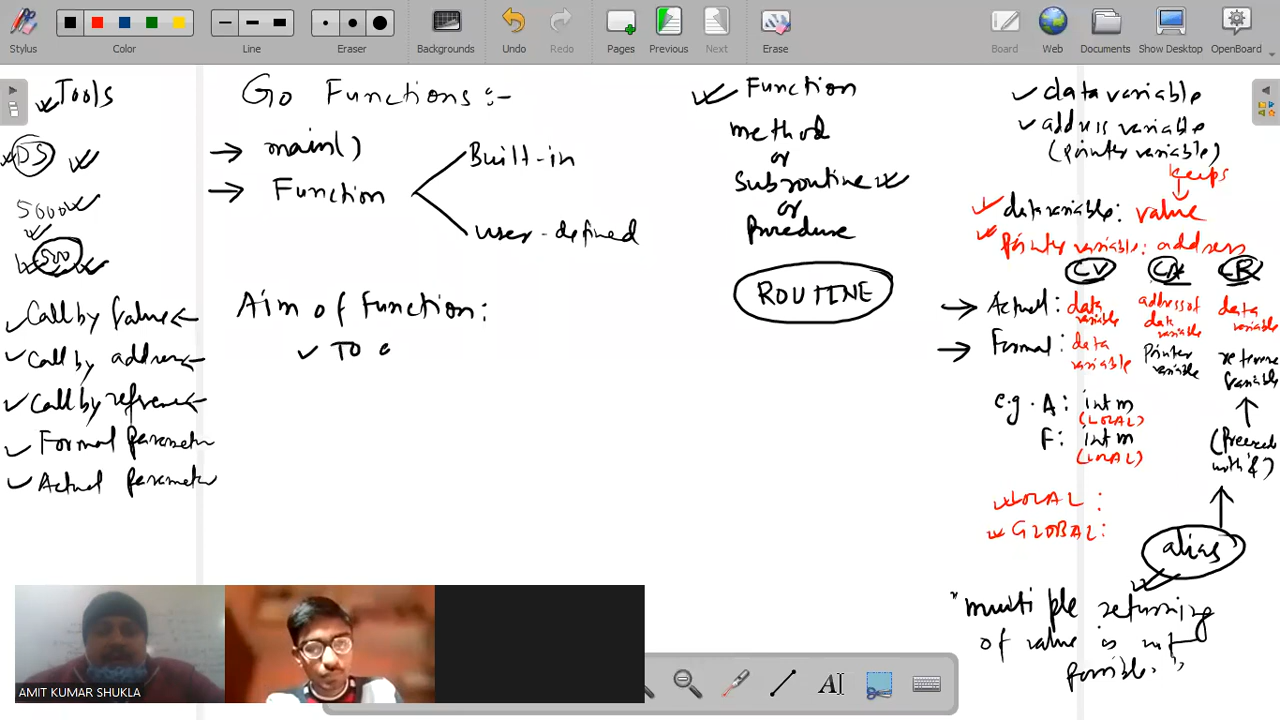 Stylus
Color
Line
Eraser
Backgrounds
Undo
Redo
Pages
Previous
Next
Erase
Board
Web
Documents
Show Desktop
OpenBoard
Tools
DS
5000
500
Call by Value
Call by address
Call by reference
Formal parameter
Actual parameter
Go Functions :-
main()
Function
Built-in
user-defined
Aim of Function:
To
Function
method
or
Subroutine
or
Procedure
ROUTINE
data variable
address variable
(pointer variable)
keeps
data variable: value
Pointer variable: address
CV CA CR
Actual: data variable address of data variable data variable
Formal: data variable Pointer variable reference variable
e.g. A: int m
(LOCAL)
F: int m
(LOCAL)
(Preceed
with '&')
LOCAL :
GLOBAL:
alias
"multiple returning
of value is not
possible."
AMIT KUMAR SHUKLA